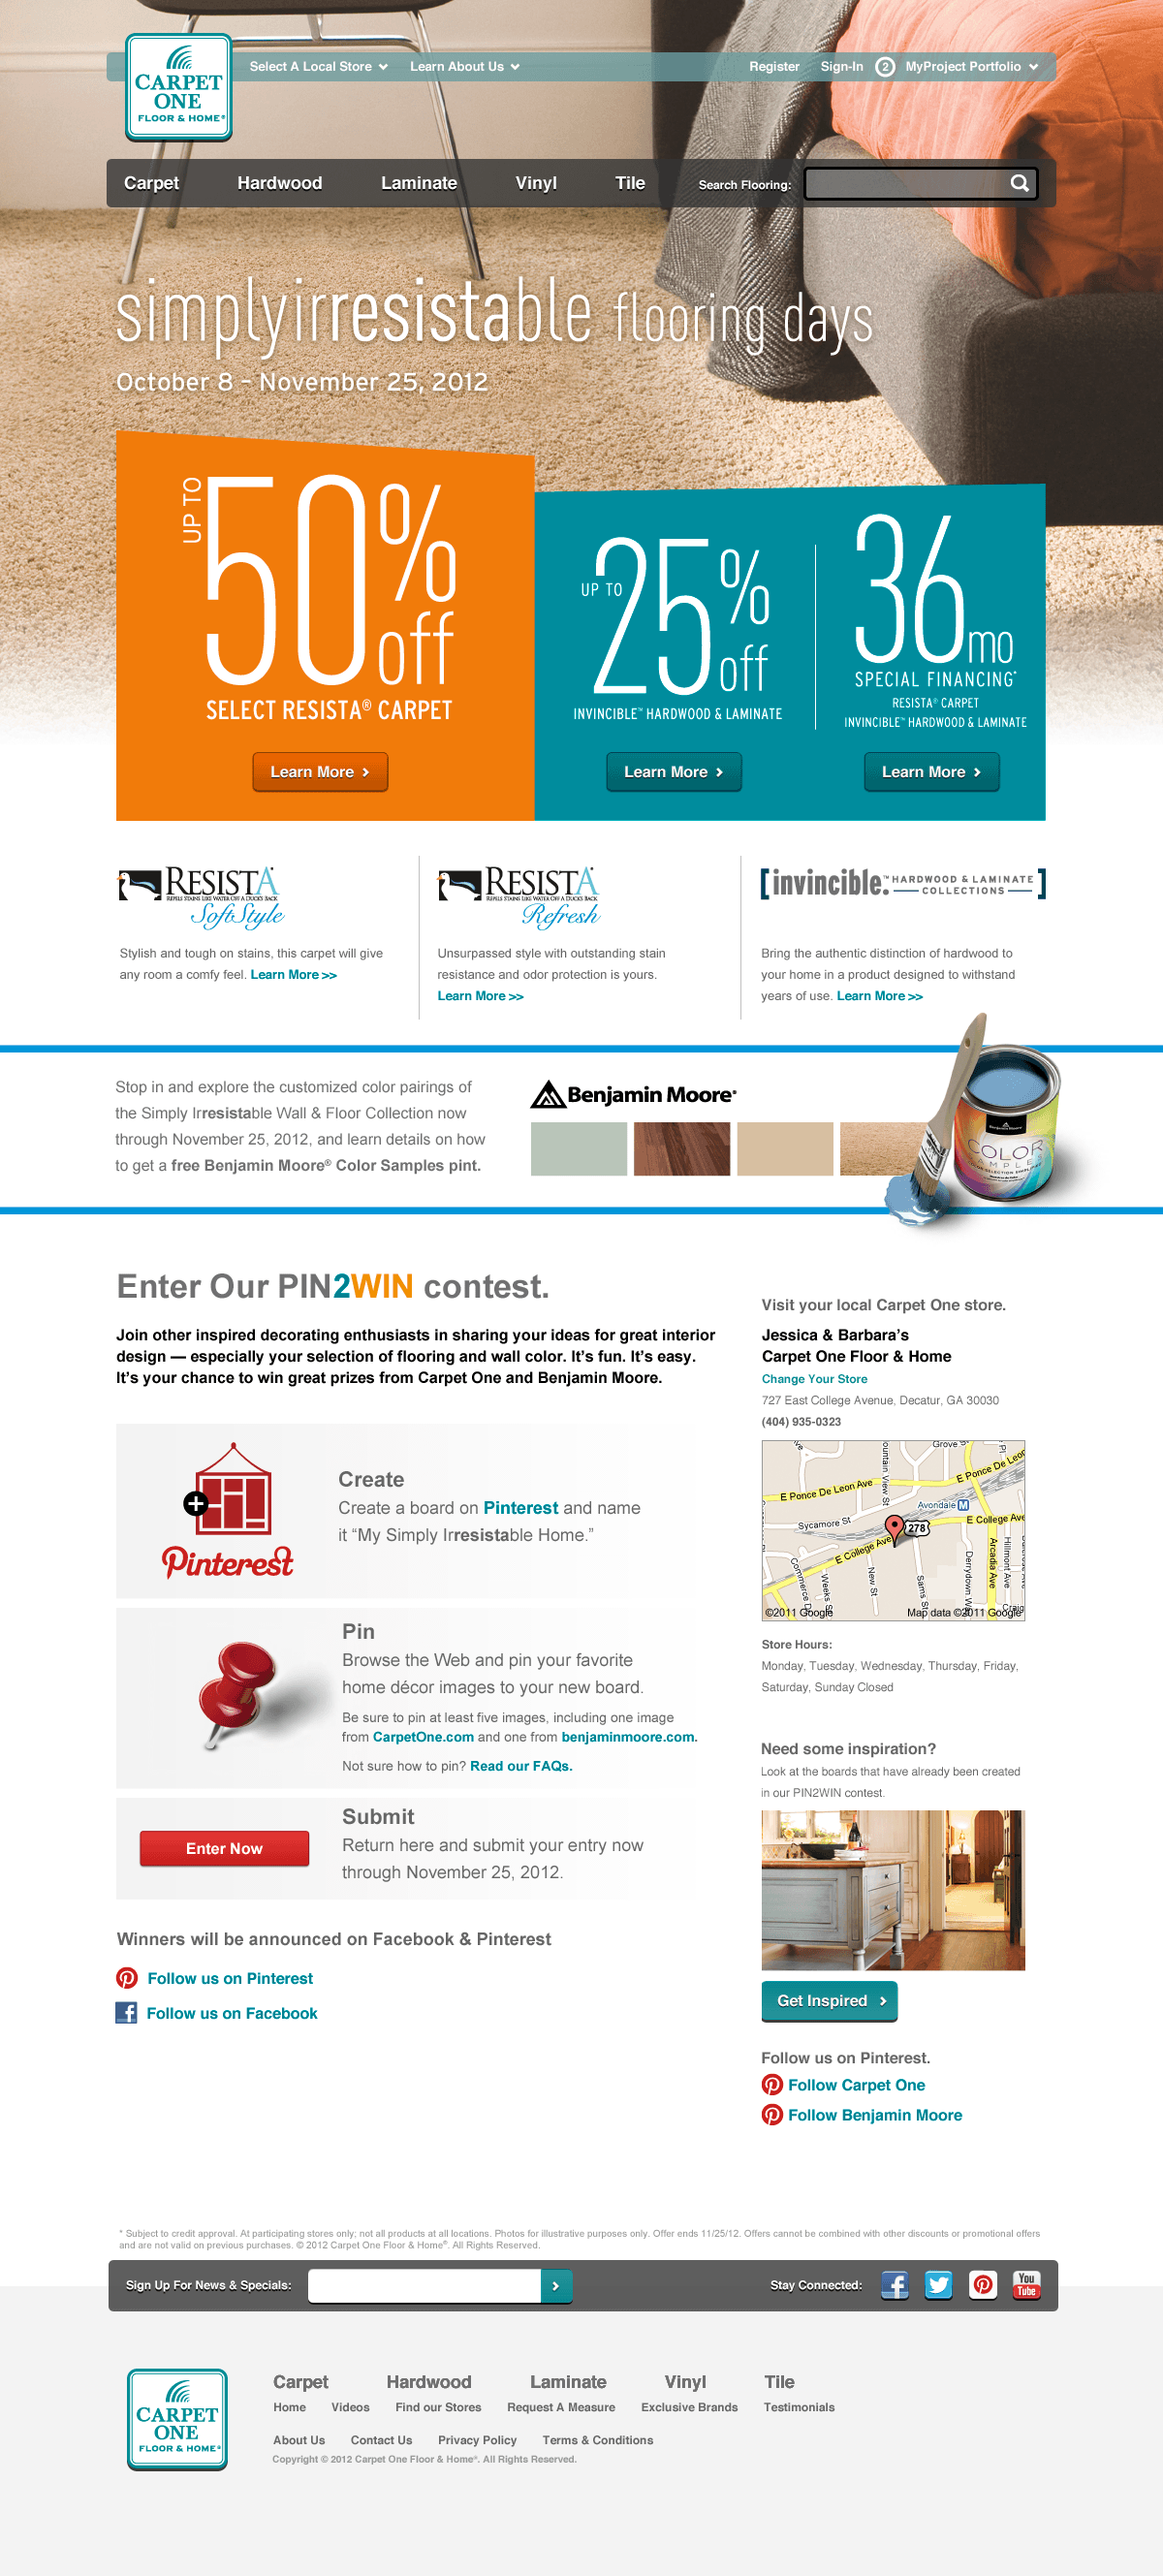 CARPET
ONE
FLOOR & HOME®
Select A Local Store
Learn About Us
Register
Sign-In
2
MyProject Portfolio
Carpet
Hardwood
Laminate
Vinyl
Tile
Search Flooring:
simplyirresistable flooring days
October 8 – November 25, 2012
UP TO
50%
off
SELECT RESISTA® CARPET
Learn More
UP TO
25%
off
INVINCIBLE™ HARDWOOD & LAMINATE
Learn More
36
mo
SPECIAL FINANCING*
RESISTA® CARPET
INVINCIBLE™ HARDWOOD & LAMINATE
Learn More
RESISTA®
REPELS STAINS LIKE WATER OFF A DUCKS BACK
SoftStyle
Stylish and tough on stains, this carpet will give
any room a comfy feel. Learn More >>
RESISTA®
REPELS STAINS LIKE WATER OFF A DUCKS BACK
Refresh
Unsurpassed style with outstanding stain
resistance and odor protection is yours.
Learn More >>
[invincible.™ HARDWOOD & LAMINATE
COLLECTIONS]
Bring the authentic distinction of hardwood to
your home in a product designed to withstand
years of use. Learn More >>
Stop in and explore the customized color pairings of
the Simply Irresistable Wall & Floor Collection now
through November 25, 2012, and learn details on how
to get a free Benjamin Moore® Color Samples pint.
Benjamin Moore®
Benjamin Moore
COLOR
SAMPLES
Enter Our PIN2WIN contest.
Join other inspired decorating enthusiasts in sharing your ideas for great interior
design — especially your selection of flooring and wall color. It’s fun. It’s easy.
It’s your chance to win great prizes from Carpet One and Benjamin Moore.
Pinterest
Create
Create a board on Pinterest and name
it “My Simply Irresistable Home.”
Pin
Browse the Web and pin your favorite
home décor images to your new board.
Be sure to pin at least five images, including one image
from CarpetOne.com and one from benjaminmoore.com.
Not sure how to pin? Read our FAQs.
Enter Now
Submit
Return here and submit your entry now
through November 25, 2012.
Winners will be announced on Facebook & Pinterest
Follow us on Pinterest
Follow us on Facebook
Visit your local Carpet One store.
Jessica & Barbara’s
Carpet One Floor & Home
Change Your Store
727 East College Avenue, Decatur, GA 30030
(404) 935-0323
Grove
E Ponce De Leon Ave
E Ponce De Leon
Avondale M
Sycamore St
E College Ave
278
E College Ave
Commerce D
Weeks St
New St
Sams St
Derrydown W
Arcadia Ave
Hillmont Ave
Craig
©2011 Google
Map data ©2011 Google
Store Hours:
Monday, Tuesday, Wednesday, Thursday, Friday,
Saturday, Sunday Closed
Need some inspiration?
Look at the boards that have already been created
in our PIN2WIN contest.
Get Inspired
Follow us on Pinterest.
Follow Carpet One
Follow Benjamin Moore
* Subject to credit approval. At participating stores only; not all products at all locations. Photos for illustrative purposes only. Offer ends 11/25/12. Offers cannot be combined with other discounts or promotional offers
and are not valid on previous purchases. © 2012 Carpet One Floor & Home®. All Rights Reserved.
Sign Up For News & Specials:
Stay Connected:
You
Tube
CARPET
ONE
FLOOR & HOME®
Carpet
Hardwood
Laminate
Vinyl
Tile
Home
Videos
Find our Stores
Request A Measure
Exclusive Brands
Testimonials
About Us
Contact Us
Privacy Policy
Terms & Conditions
Copyright © 2012 Carpet One Floor & Home®. All Rights Reserved.